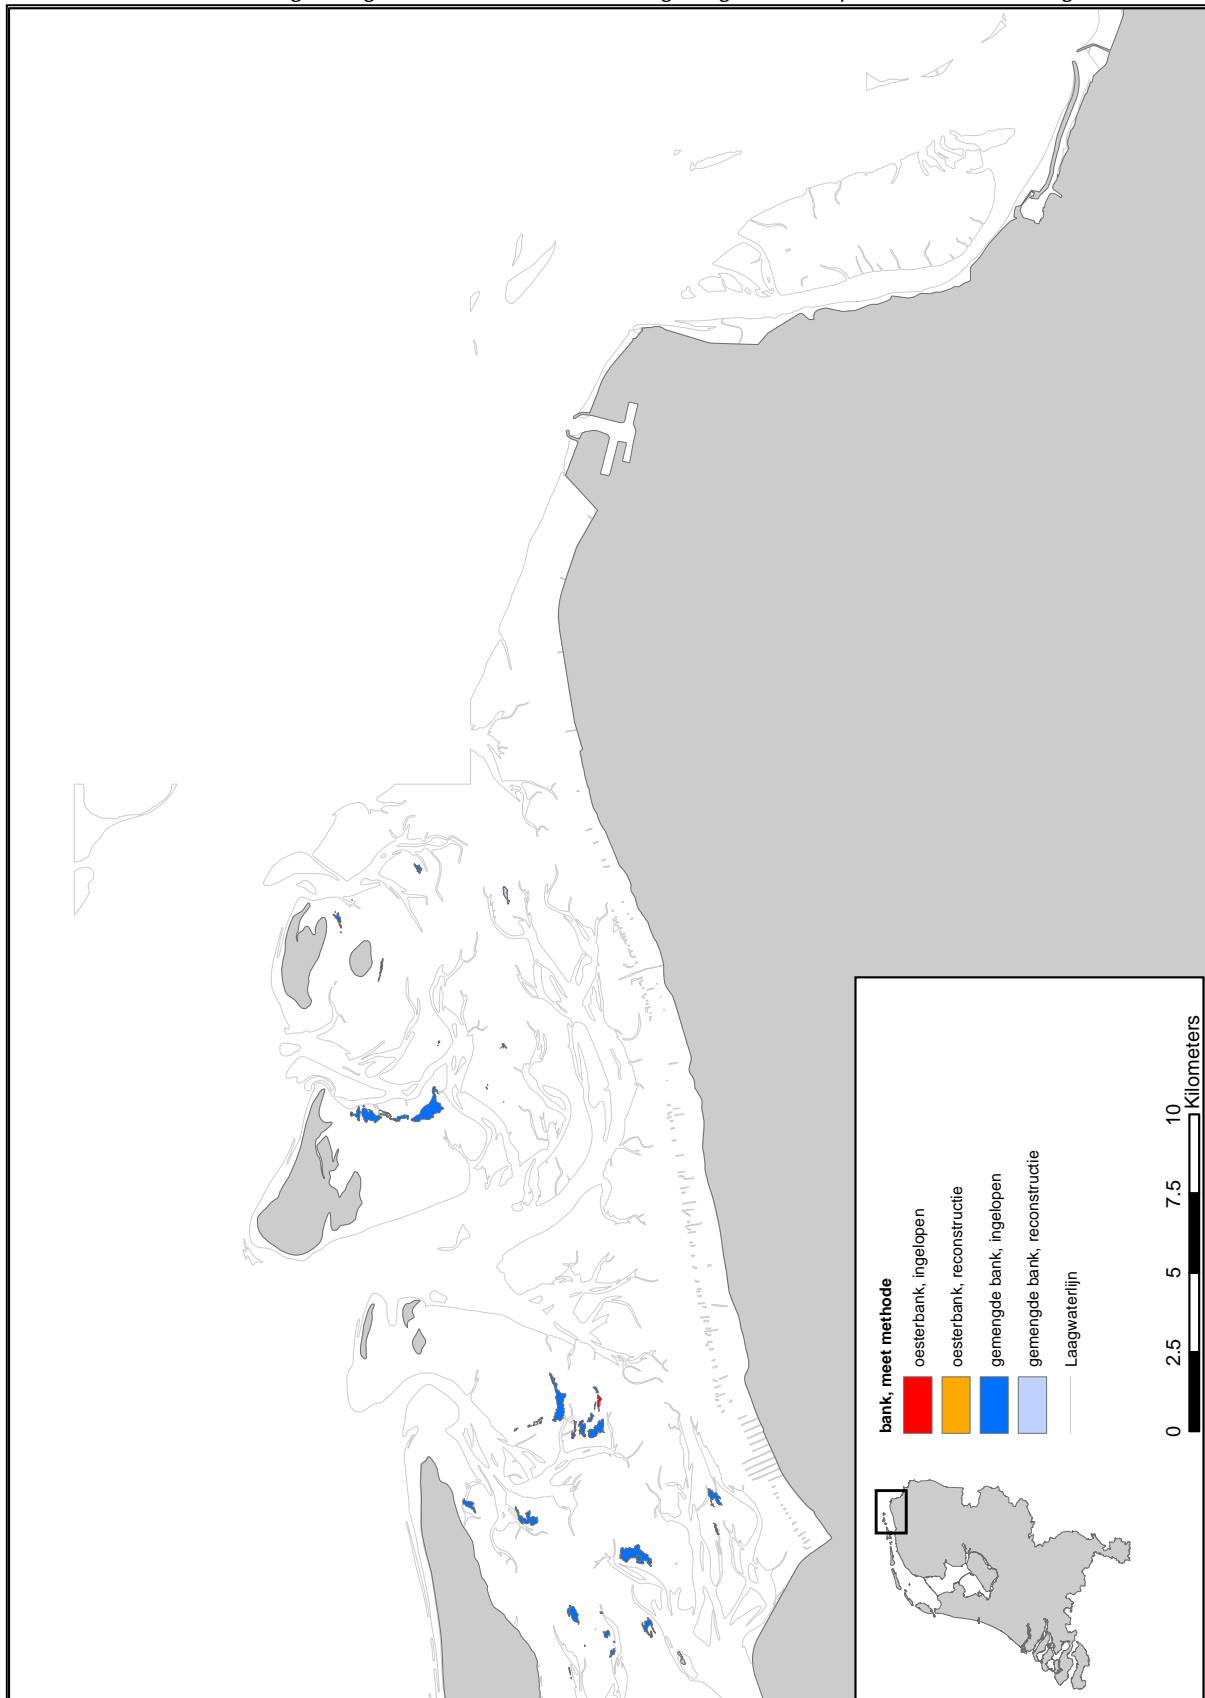 bank, meet methode
oesterbank, ingelopen
oesterbank, reconstructie
gemengde bank, ingelopen
gemengde bank, reconstructie
Laagwaterlijn
0 2.5 5 7.5 10
Kilometers